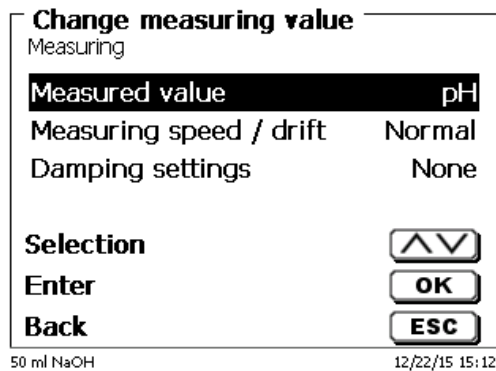 Change measuring value
Measuring
Measured value pH
Measuring speed / drift Normal
Damping settings None
Selection
Enter OK
Back ESC
50 ml NaOH 12/22/15 15:12